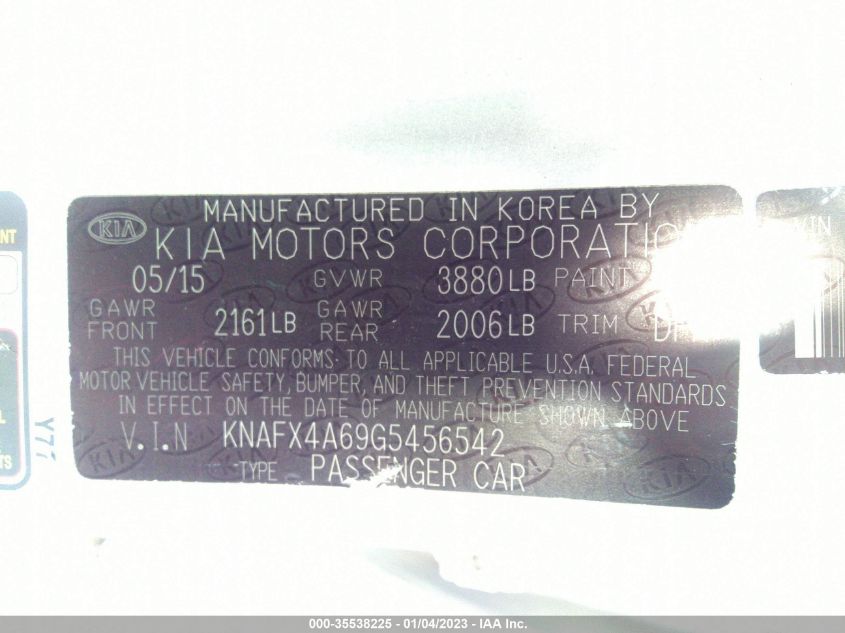 MANUFACTURED IN KOREA BY
KIA
KIA MOTORS
05/15 GVWR 3880LB PAINT
GAWR FRONT 2161LB GAWR REAR 2006LB TRIM
THIS VEHICLE CONFORMS TO ALL APPLICABLE U.S.A. FEDERAL
MOTOR VEHICLE SAFETY, BUMPER, AND THEFT PREVENTION STANDARDS
IN EFFECT ON THE DATE OF MANUFACTURE SHOWN ABOVE
V.I.N KNAFX4A69G5456542
TYPE PASSENGER CAR
Y77
000-35538225 - 01/04/2023 - IAA Inc.